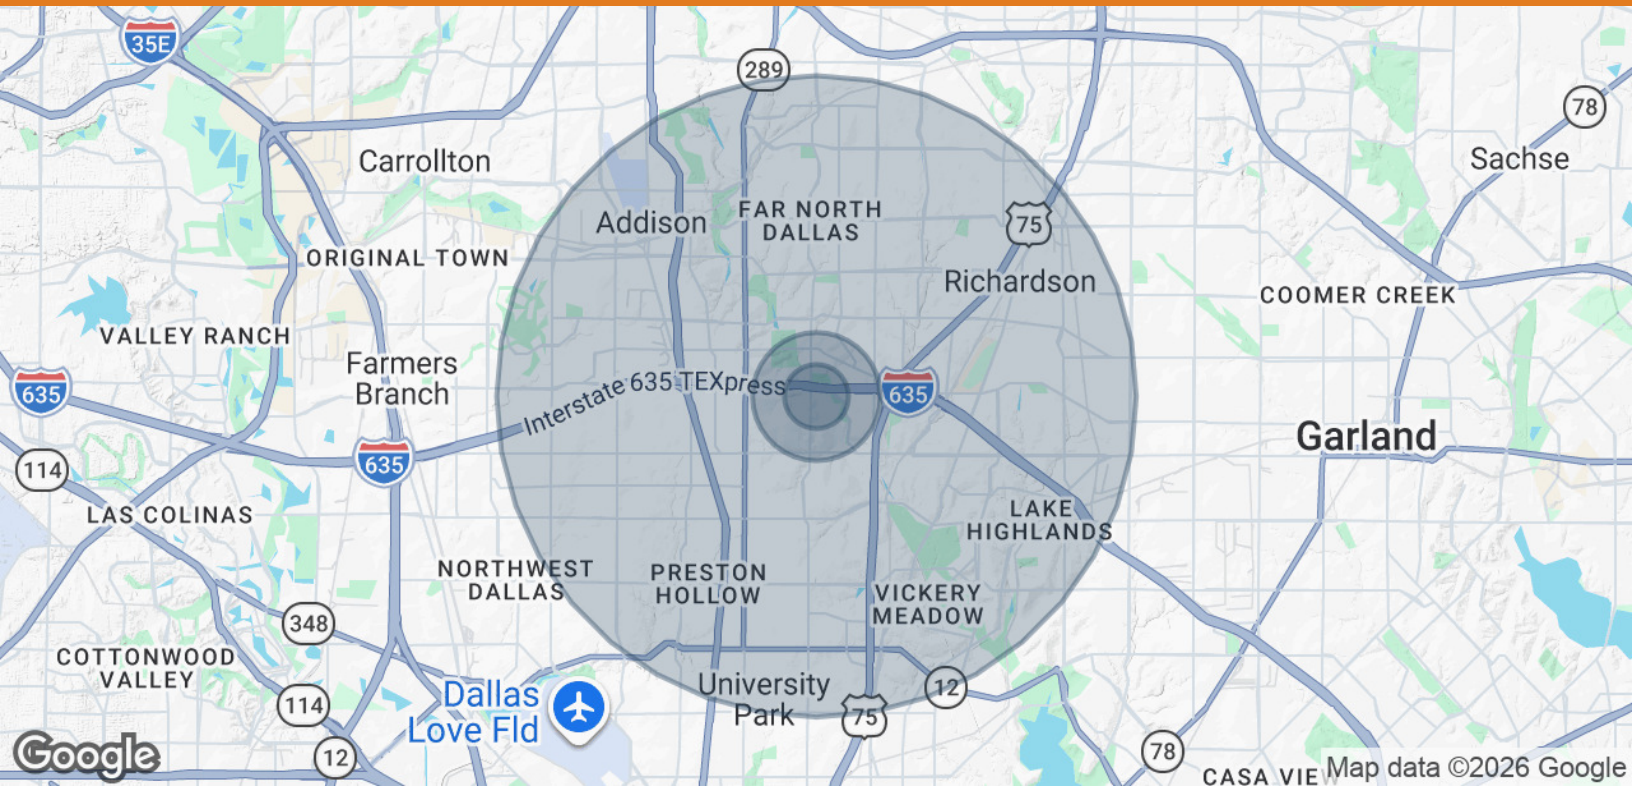 35E
289
78
Sachse
Carrollton
Addison
FAR NORTH
DALLAS
75
ORIGINAL TOWN
Richardson
COOMER CREEK
VALLEY RANCH
Farmers
Branch
635
Interstate 635 TEXpress
635
Garland
635
114
LAS COLINAS
LAKE
HIGHLANDS
NORTHWEST
DALLAS
PRESTON
HOLLOW
VICKERY
MEADOW
348
COTTONWOOD
VALLEY
University
Park
12
Dallas
Love Fld
114
75
12
78
Google
CASA VIE
Map data ©2026 Google